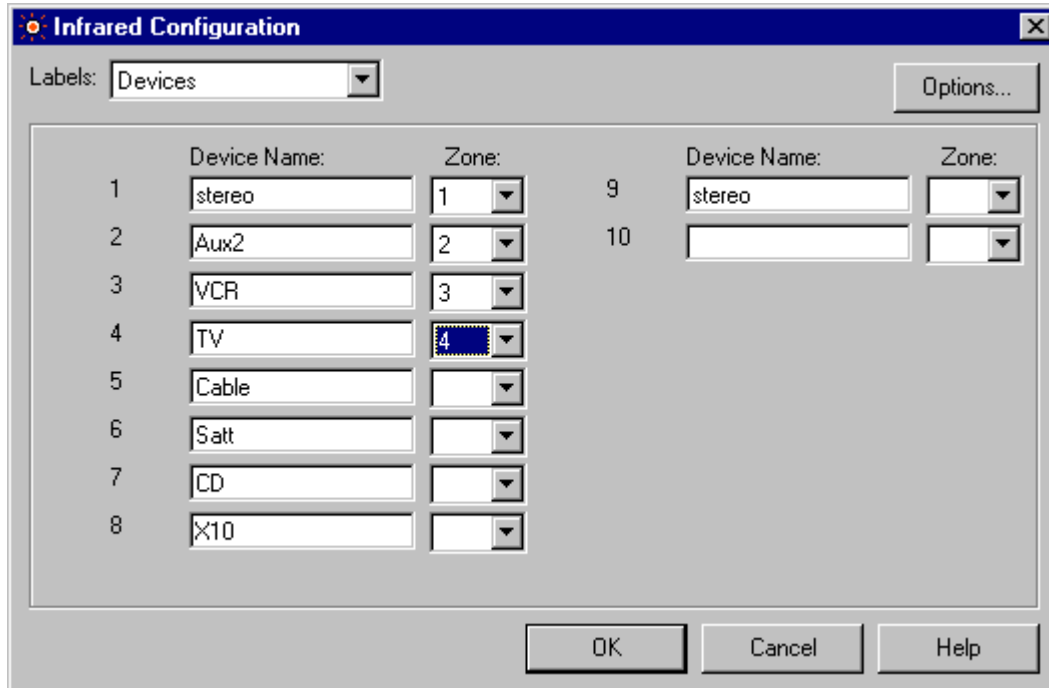 Infrared Configuration
Labels: Devices Options...
Device Name: Zone: Device Name: Zone:
1 stereo 1 9 stereo
2 Aux2 2 10
3 VCR 3
4 TV 4
5 Cable
6 Satt
7 CD
8 X10
OK Cancel Help